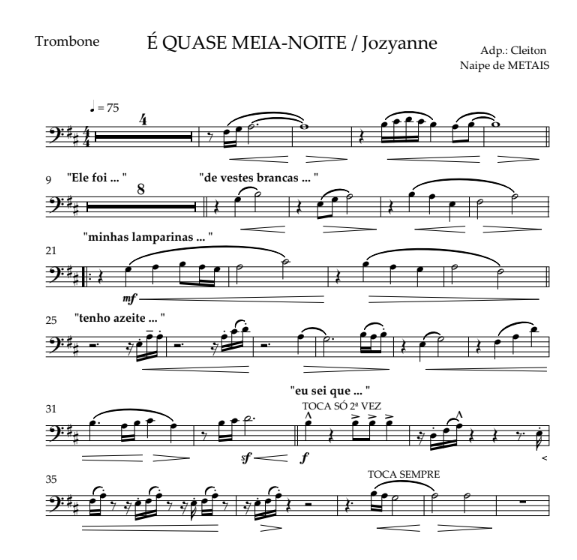 Trombone
É QUASE MEIA-NOITE / Jozyanne
Adp.: Cleiton
Naipe de METAIS
= 75
4
4
4
9
"Ele foi ... "
"de vestes brancas ... "
8
"minhas lamparinas ... "
21
mf
"tenho azeite ... "
25
"eu sei que ... "
TOCA SÓ 2ª VEZ
31
sf
f
35
TOCA SEMPRE